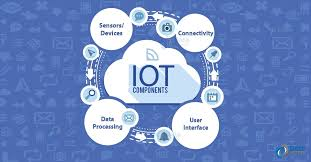 Sensors/
Devices
Connectivity
IOT
COMPONENTS
Data
Processing
User
Interface